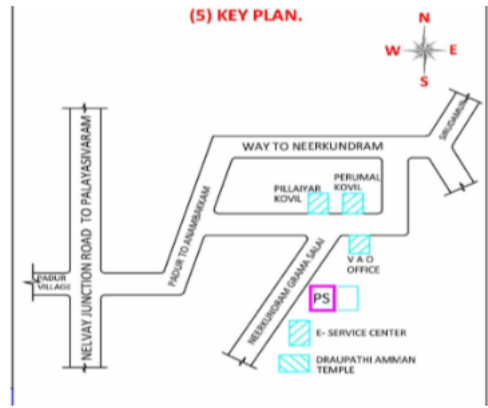 (5) KEY PLAN.
N
W
E
S
SIRUDAMUR
WAY TO NEERKUNDRAM
PERUMAL
KOVIL
PILLAIYAR
KOVIL
NELVAY JUNCTION ROAD TO PALAYASIVARAM
PADUR TO ANAMBAKKAM
V A O
OFFICE
PADUR
VILLAGE
NEERKUNDRAM GRAMA SALAI
PS
E- SERVICE CENTER
DRAUPATHI AMMAN
TEMPLE